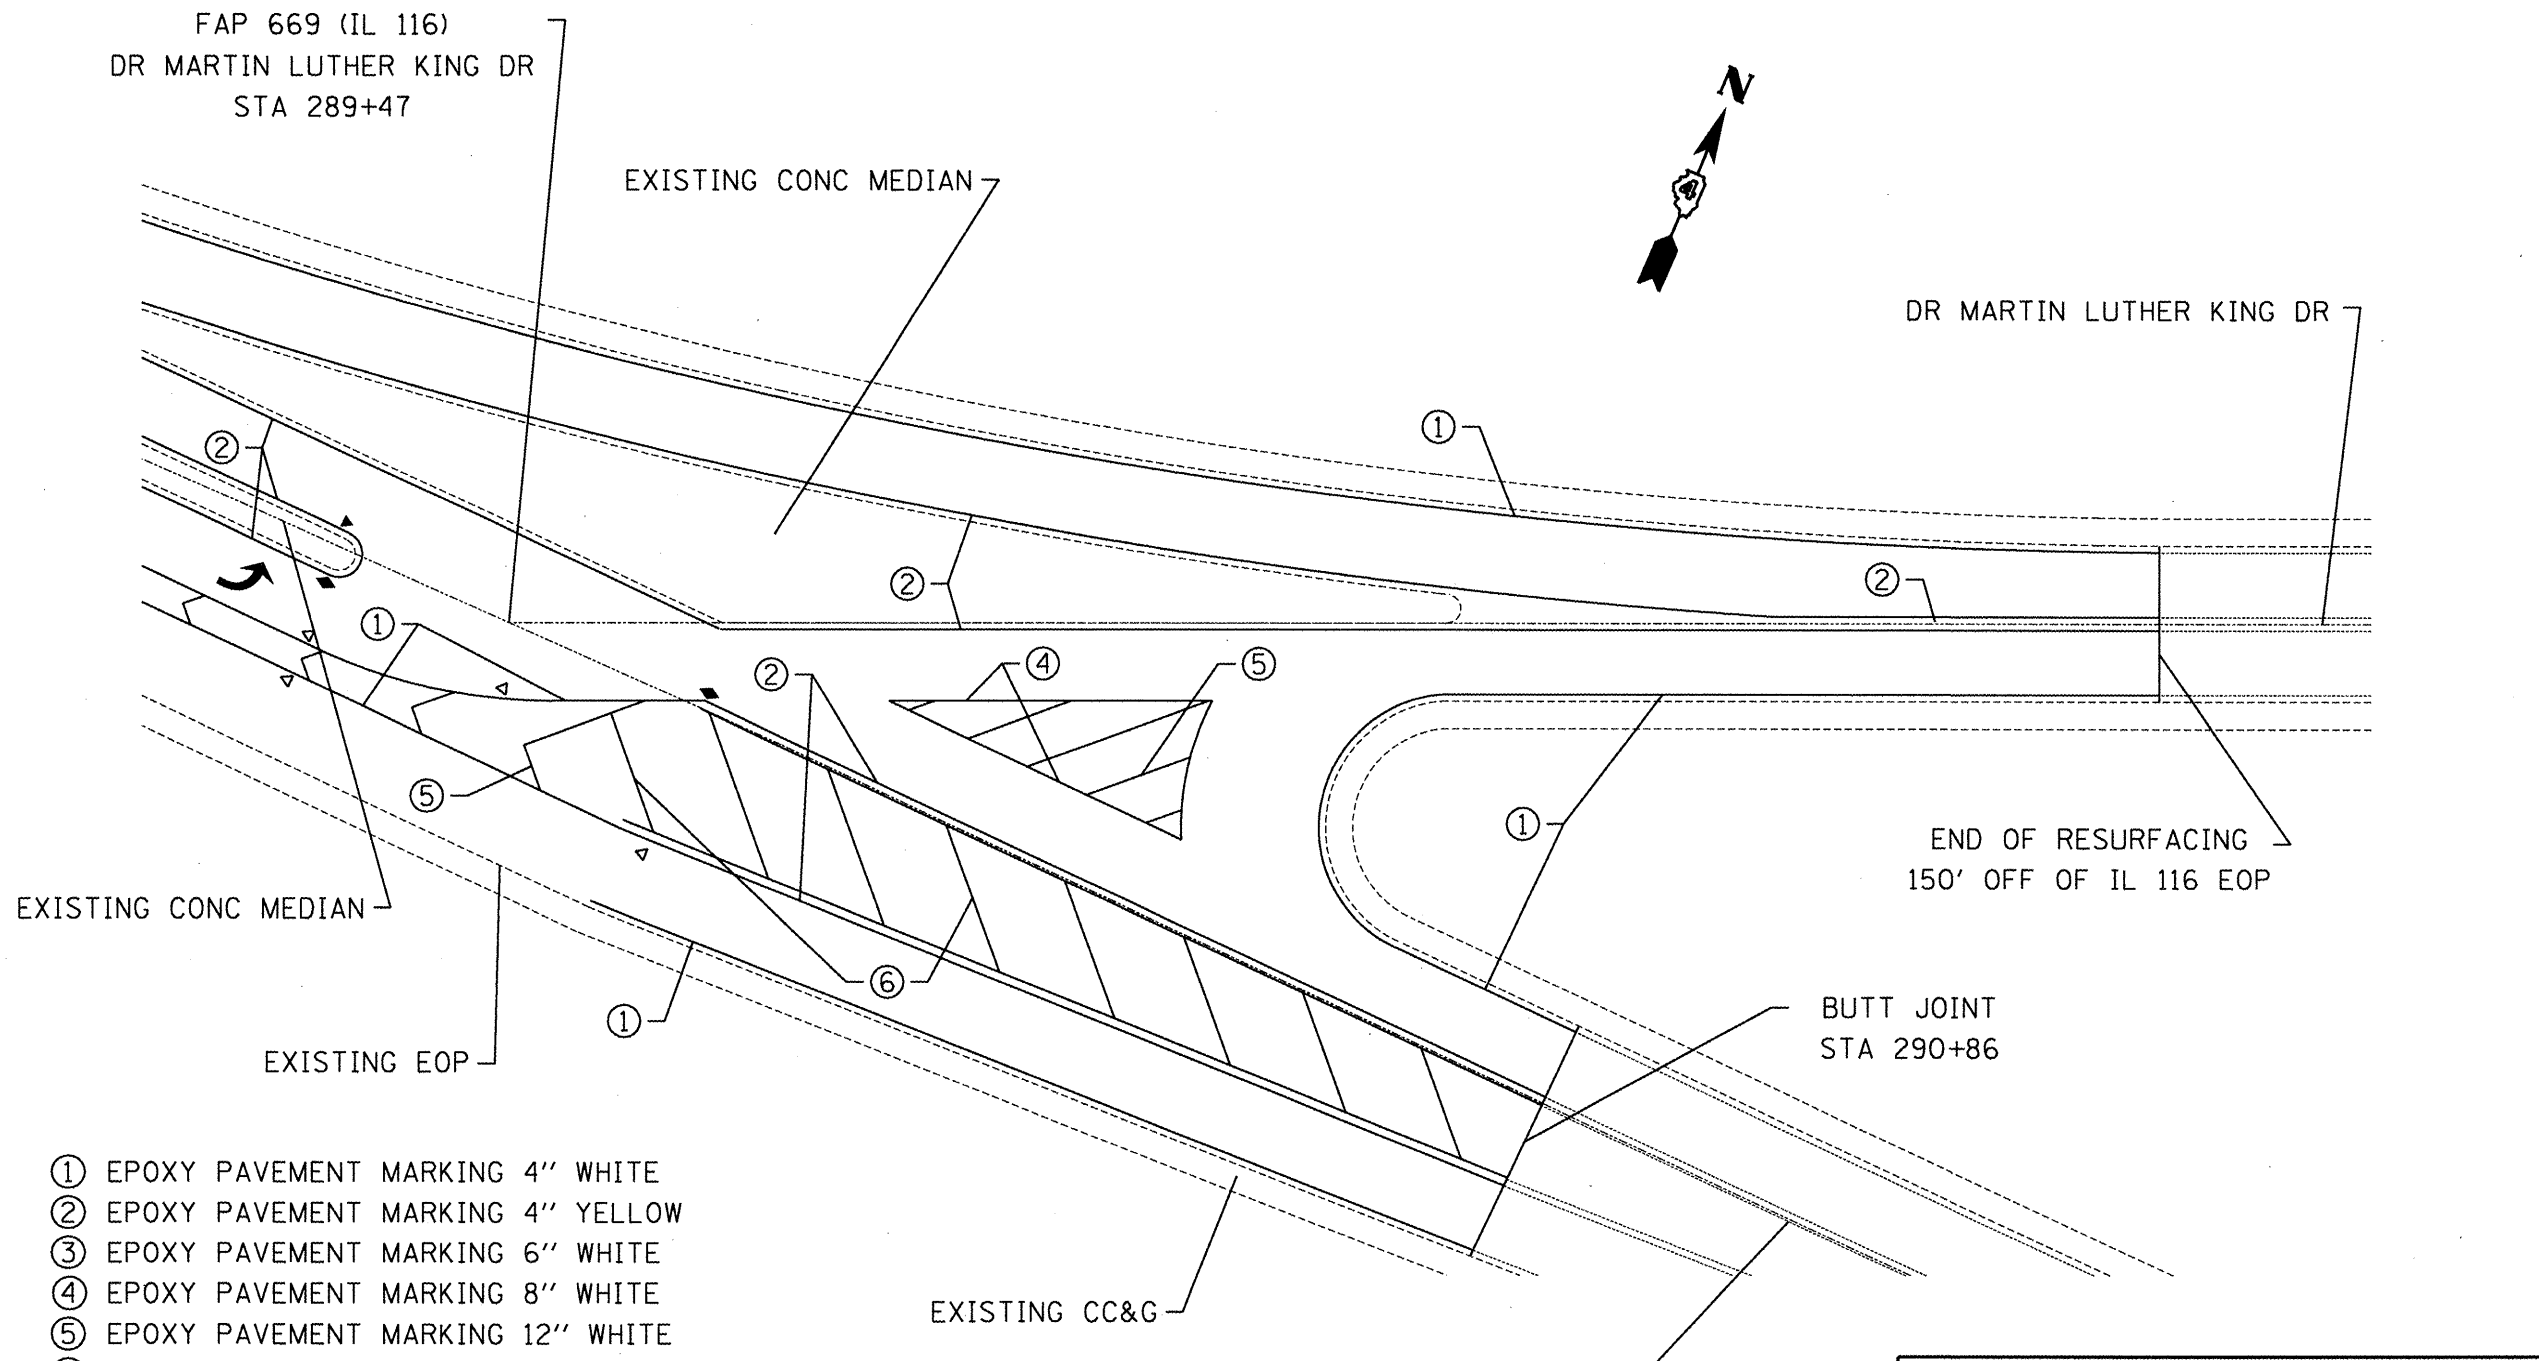 FAP 669 (IL 116)
DR MARTIN LUTHER KING DR
STA 289+47
N
4
EXISTING CONC MEDIAN
DR MARTIN LUTHER KING DR
1
2
2
2
1
4
5
2
5
1
END OF RESURFACING
150' OFF OF IL 116 EOP
EXISTING CONC MEDIAN
6
1
BUTT JOINT
STA 290+86
EXISTING EOP
1 EPOXY PAVEMENT MARKING 4" WHITE
2 EPOXY PAVEMENT MARKING 4" YELLOW
3 EPOXY PAVEMENT MARKING 6" WHITE
4 EPOXY PAVEMENT MARKING 8" WHITE
5 EPOXY PAVEMENT MARKING 12" WHITE
EXISTING CC&G